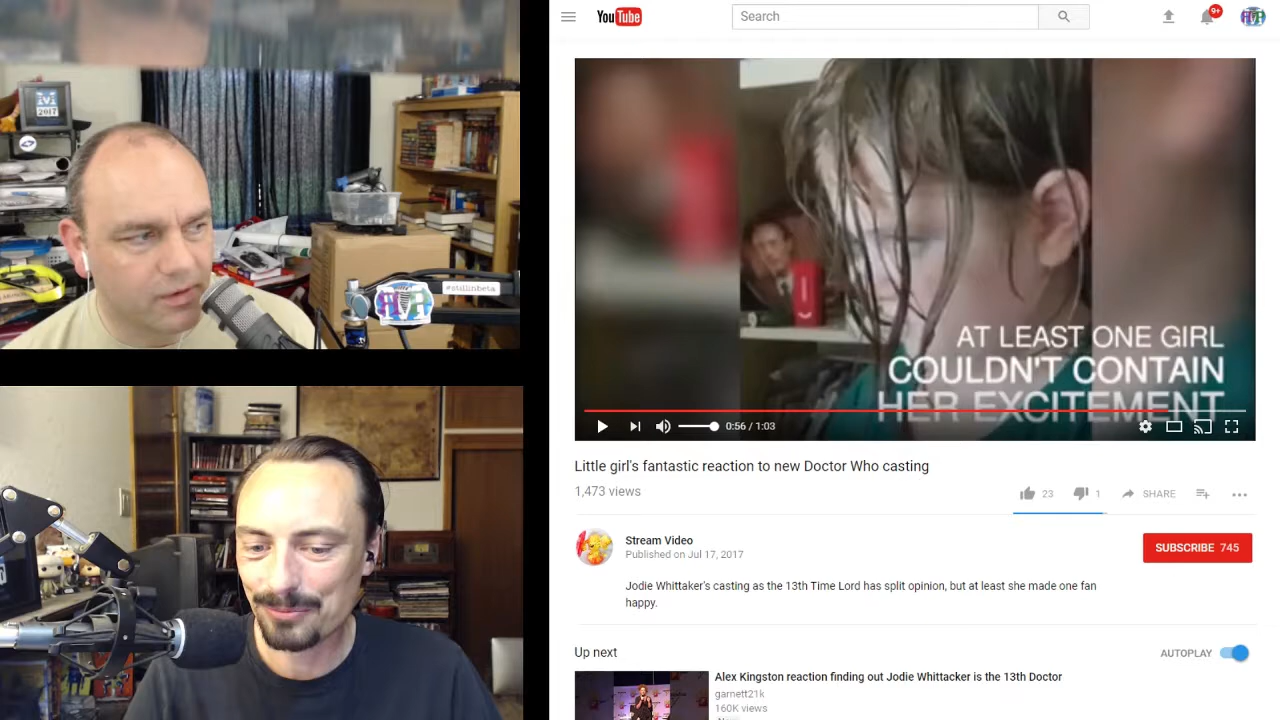 2017
#stillinbeta
HVH
YouTube
Search
9+
AT LEAST ONE GIRL
COULDN'T CONTAIN
HER EXCITEMENT
0:56 / 1:03
Little girl's fantastic reaction to new Doctor Who casting
1,473 views
23
1
SHARE
Stream Video
Published on Jul 17, 2017
SUBSCRIBE 745
Jodie Whittaker's casting as the 13th Time Lord has split opinion, but at least she made one fan
happy.
Up next
AUTOPLAY
Alex Kingston reaction finding out Jodie Whittacker is the 13th Doctor
garnett21k
160K views